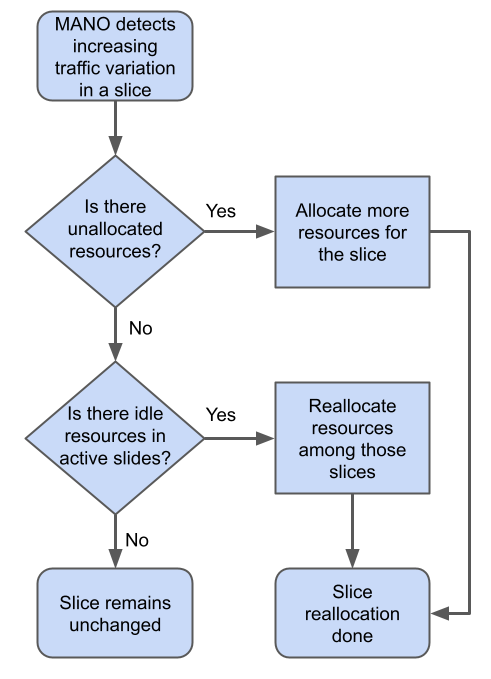 MANO detects
increasing
traffic variation
in a slice
Is there
unallocated
resources?
Yes
Allocate more
resources for
the slice
No
Is there idle
resources in
active slides?
Yes
Reallocate
resources
among those
slices
No
Slice remains
unchanged
Slice
reallocation
done